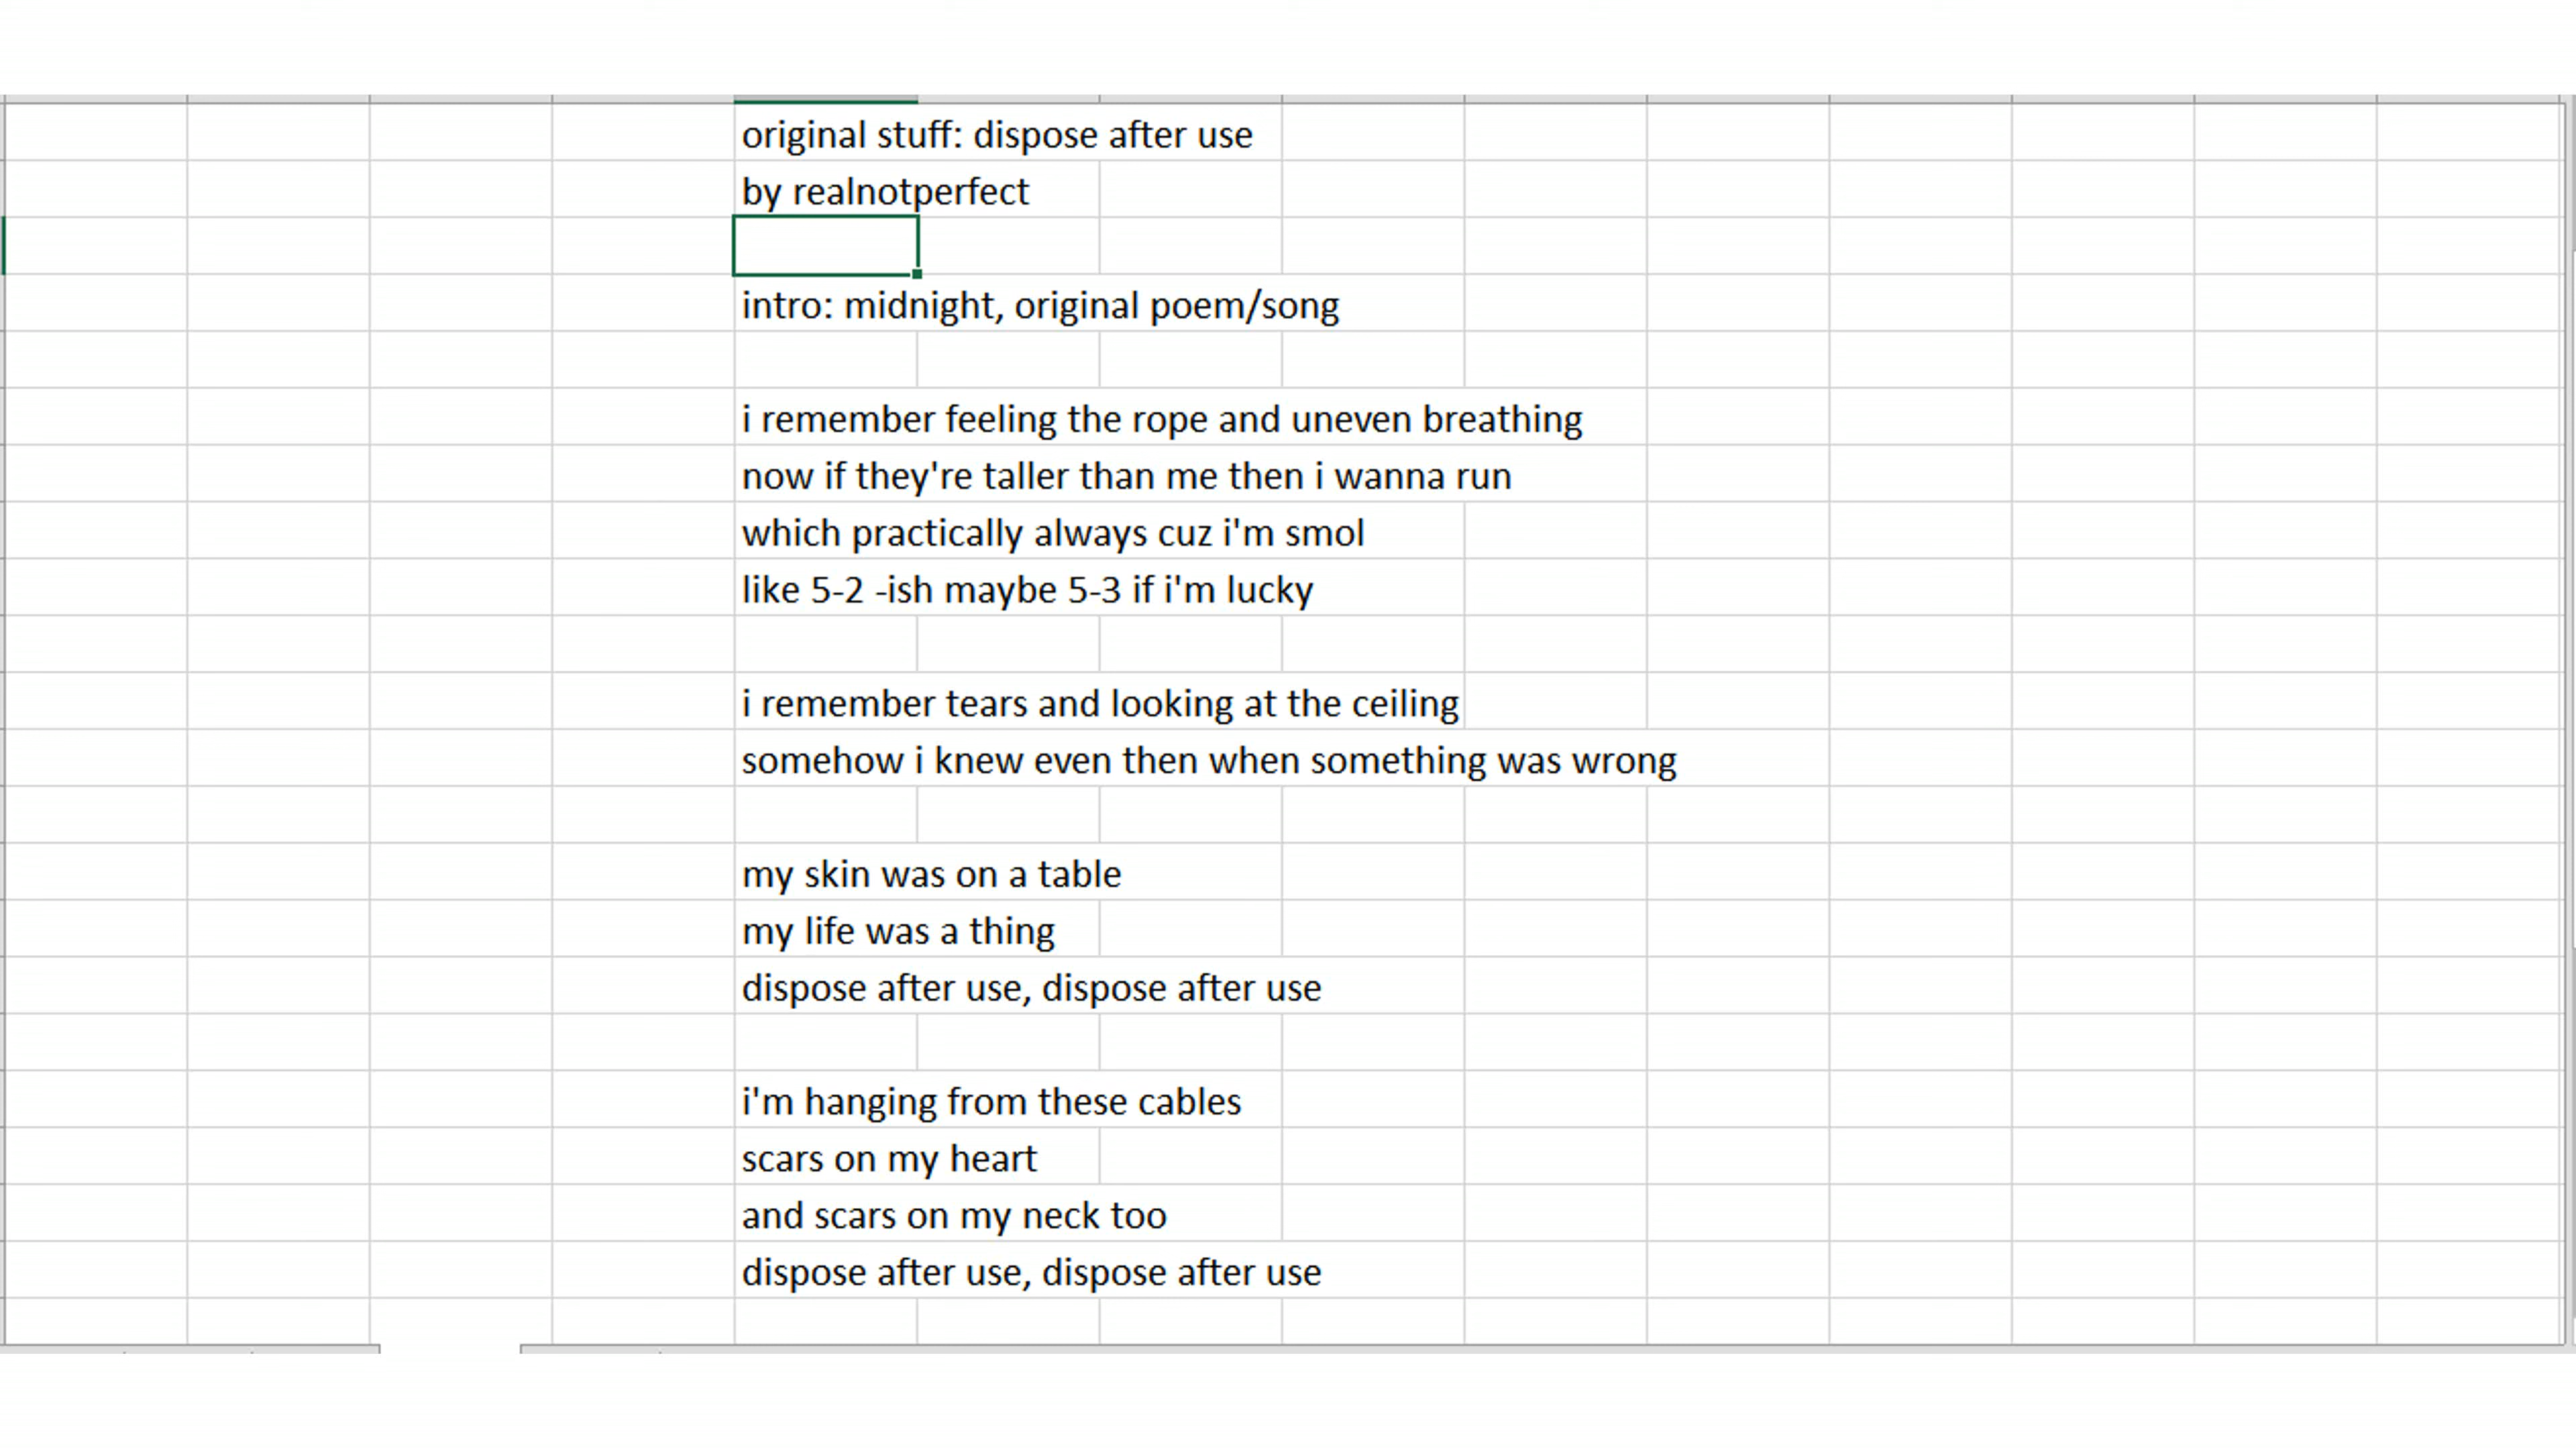 original stuff: dispose after use
by realnotperfect
intro: midnight, original poem/song
i remember feeling the rope and uneven breathing
now if they're taller than me then i wanna run
which practically always cuz i'm smol
like 5-2 -ish maybe 5-3 if i'm lucky
i remember tears and looking at the ceiling
somehow i knew even then when something was wrong
my skin was on a table
my life was a thing
dispose after use, dispose after use
i'm hanging from these cables
scars on my heart
and scars on my neck too
dispose after use, dispose after use